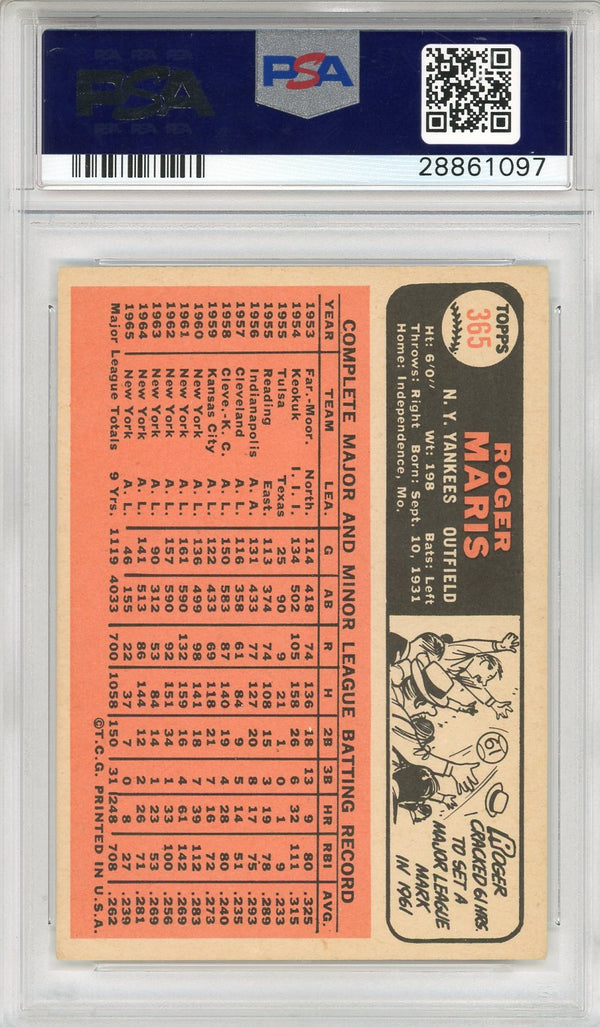 PSA
PSA
28861097
TOPPS
365
ROGER
MARIS
N. Y. YANKEES OUTFIELD
Ht: 6'0" Wt: 198 Bats: Left
Throws: Right Born: Sept. 10, 1931
Home: Independence, Mo.
61
ROGER
CRACKED 61 HRS.
TO SET A
MAJOR LEAGUE
MARK
IN 1961
COMPLETE MAJOR AND MINOR LEAGUE BATTING RECORD
YEAR TEAM LEA. G AB R H 2B 3B HR RBI AVG.
1953 Far.-Moor. North. 114 418 74 136 18 13 9 80 .325
1954 Keokuk I. I. I. 134 502 105 158 26 6 32 111 .315
1955 Tulsa Texas 25 90 9 21 1 0 1 9 .233
1955 Reading East. 113 374 74 108 15 3 19 78 .289
1956 Indianapolis A. A. 131 433 77 127 20 8 17 75 .293
1957 Cleveland A. L. 116 358 61 84 9 5 14 51 .235
1958 Cleve.-K. C. A. L. 150 583 87 140 19 4 28 80 .240
1959 Kansas City A. L. 122 433 69 118 21 7 16 72 .273
1960 New York A. L. 136 499 98 141 18 7 39 112 .283
1961 New York A. L. 161 590 132 159 16 4 61 142 .269
1962 New York A. L. 157 590 92 151 34 1 33 100 .256
1963 New York A. L. 90 312 53 84 14 1 23 53 .269
1964 New York A. L. 141 512 86 144 12 2 26 71 .281
1965 New York A. L. 46 155 22 37 7 0 8 27 .239
Major League Totals 9 Yrs. 1119 4033 700 1058 150 31 248 708 .262
©T.C.G. PRINTED IN U.S.A.